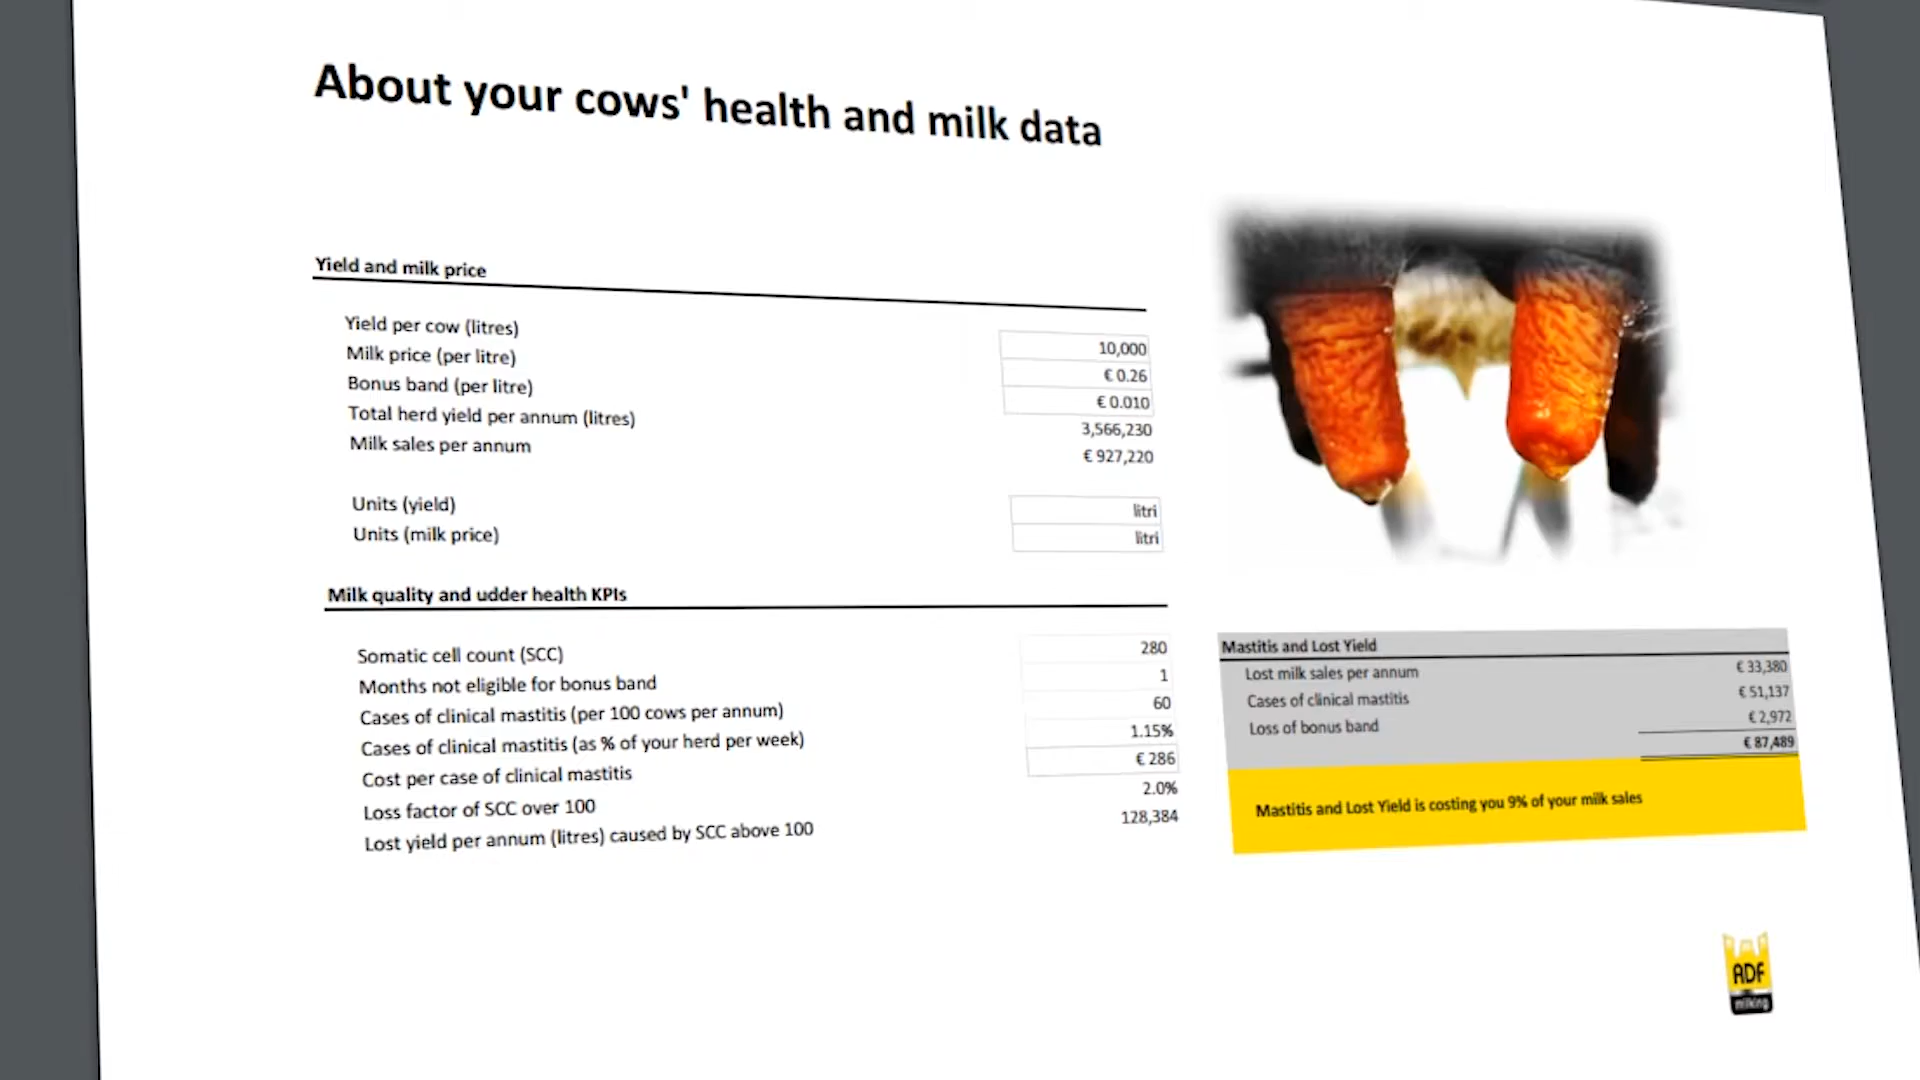 About your cows' health and milk data
Yield and milk price
Yield per cow (litres) 10,000
Milk price (per litre) € 0.26
Bonus band (per litre) € 0.010
Total herd yield per annum (litres) 3,566,230
Milk sales per annum € 927,220
Units (yield) litri
Units (milk price) litri
Milk quality and udder health KPIs
Somatic cell count (SCC) 280
Months not eligible for bonus band 1
Cases of clinical mastitis (per 100 cows per annum) 60
Cases of clinical mastitis (as % of your herd per week) 1.15%
Cost per case of clinical mastitis € 286
Loss factor of SCC over 100 2.0%
Lost yield per annum (litres) caused by SCC above 100 128,384
Mastitis and Lost Yield
Lost milk sales per annum € 33,380
Cases of clinical mastitis € 51,137
Loss of bonus band € 2,972
€ 87,489
Mastitis and Lost Yield is costing you 9% of your milk sales
ADF
milking